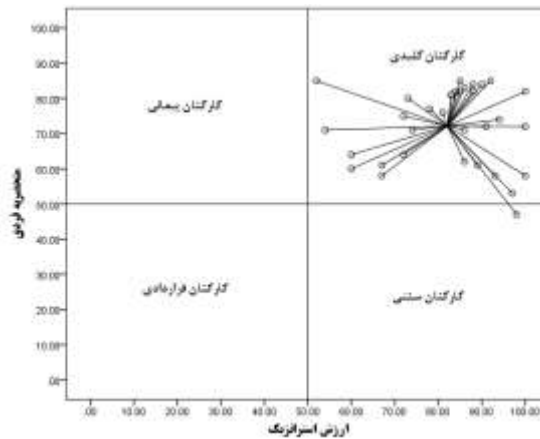 100.00
90.00
80.00
70.00
60.00
50.00
40.00
30.00
20.00
10.00
.00
منحصربه فردی
کارکنان کلیدی
کارکنان پیمانی
کارکنان قراردادی
کارکنان سنتی
.00 10.00 20.00 30.00 40.00 50.00 60.00 70.00 80.00 90.00 100.00
ارزش استراتژیک